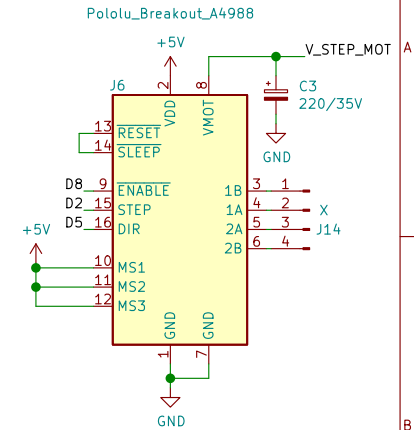 Pololu_Breakout_A4988
+5V
V_STEP_MOT
A
J6
2
8
C3
+
220/35V
VDD
VMOT
13
RESET
14
SLEEP
GND
D8
9
ENABLE
1B
3
1
D2
15
STEP
1A
4
2
X
D5
16
DIR
2A
5
3
J14
2B
6
4
+5V
10
MS1
11
MS2
12
MS3
GND
GND
1
7
GND
B